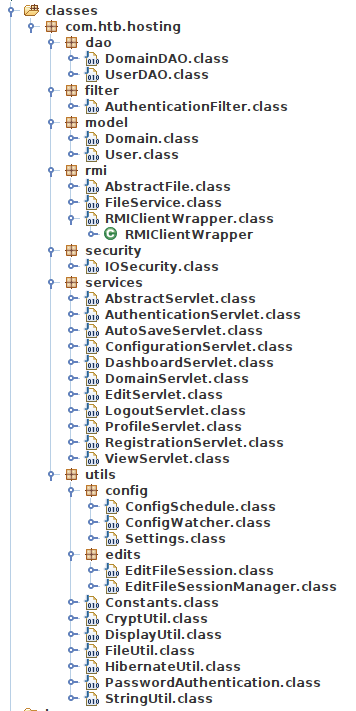 classes
com.htb.hosting
dao
DomainDAO.class
UserDAO.class
filter
AuthenticationFilter.class
model
Domain.class
User.class
rmi
AbstractFile.class
FileService.class
RMIClientWrapper.class
RMIClientWrapper
security
IOSecurity.class
services
AbstractServlet.class
AuthenticationServlet.class
AutoSaveServlet.class
ConfigurationServlet.class
DashboardServlet.class
DomainServlet.class
EditServlet.class
LogoutServlet.class
ProfileServlet.class
RegistrationServlet.class
ViewServlet.class
utils
config
ConfigSchedule.class
ConfigWatcher.class
Settings.class
edits
EditFileSession.class
EditFileSessionManager.class
Constants.class
CryptUtil.class
DisplayUtil.class
FileUtil.class
HibernateUtil.class
PasswordAuthentication.class
StringUtil.class